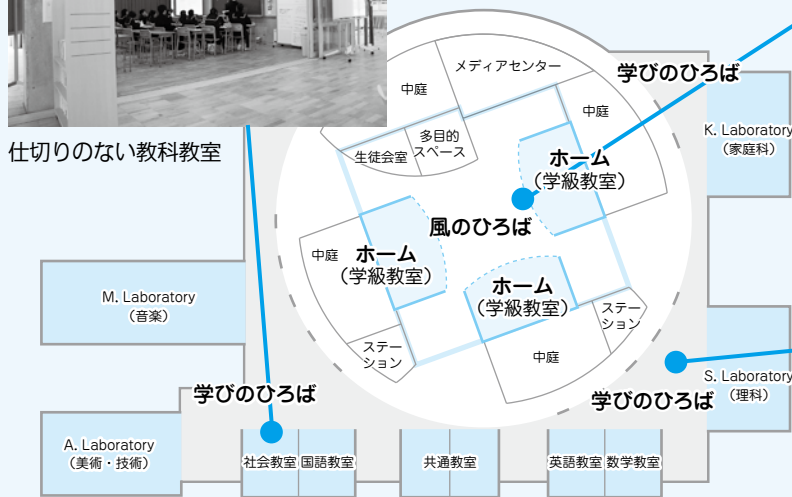 仕切りのない教科教室
中庭
メディアセンター
学びのひろば
中庭
K. Laboratory
(家庭科)
生徒会室
多目的
スペース
ホーム
(学級教室)
風のひろば
中庭
ホーム
(学級教室)
ホーム
(学級教室)
M. Laboratory
(音楽)
ステー
ション
ステー
ション
中庭
S. Laboratory
(理科)
学びのひろば
学びのひろば
A. Laboratory
(美術・技術)
社会教室
国語教室
共通教室
英語教室
数学教室